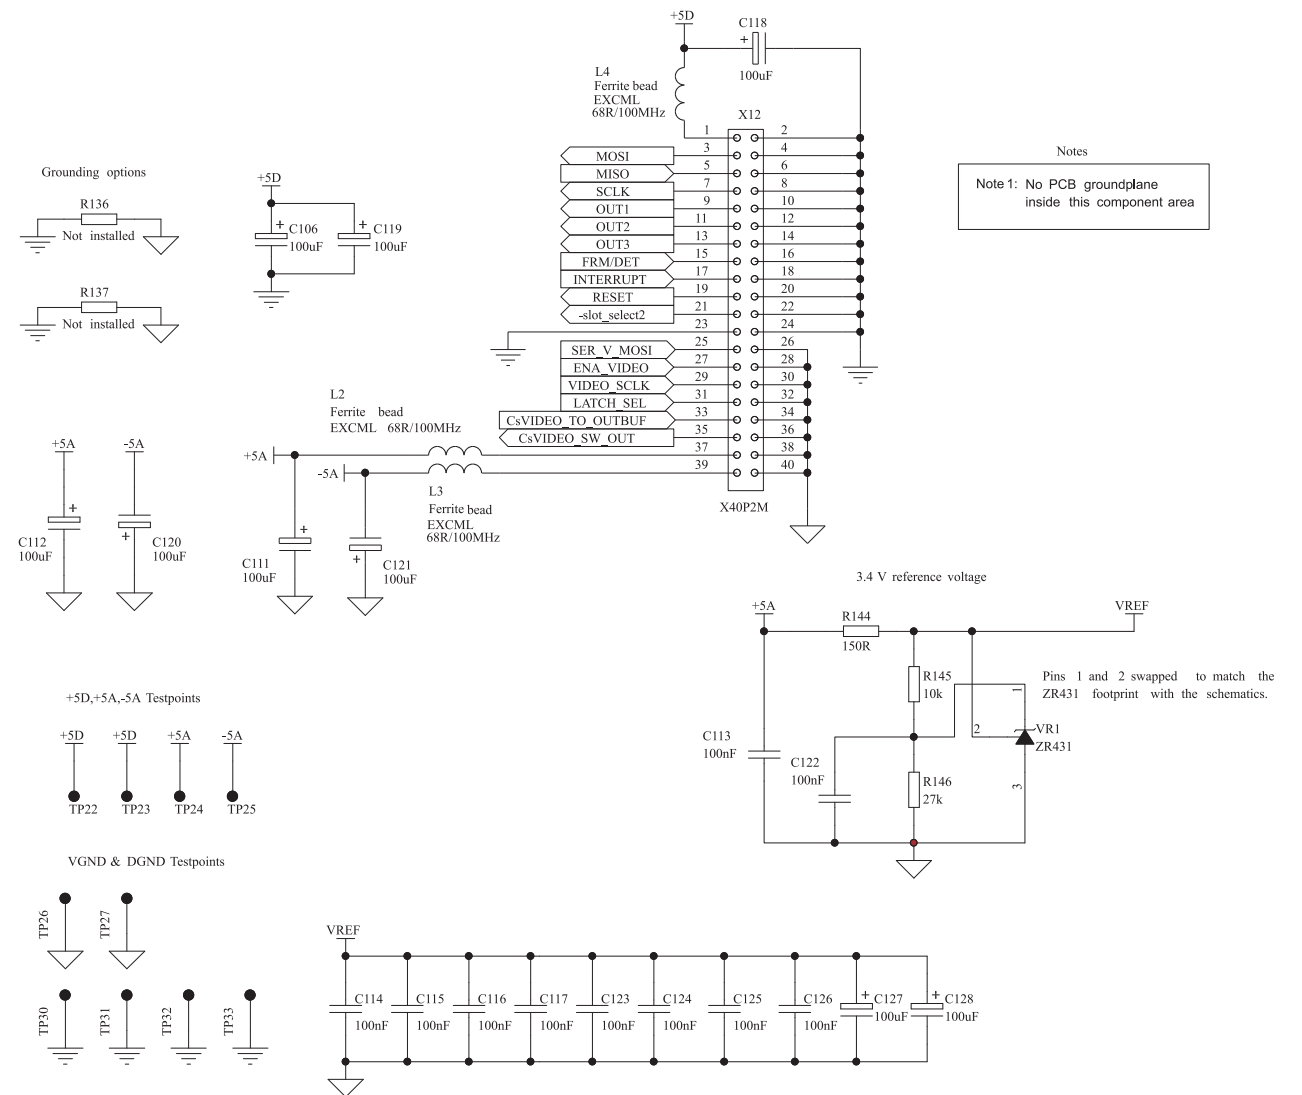 +5D
C118
+
100uF
L4
Ferrite bead
EXCML
68R/100MHz
X12
1 2
3 4
5 6
7 8
9 10
11 12
13 14
15 16
17 18
19 20
21 22
23 24
25 26
27 28
29 30
31 32
33 34
35 36
37 38
39 40
MOSI
MISO
SCLK
OUT1
OUT2
OUT3
FRM/DET
INTERRUPT
RESET
-slot_select2
SER_V_MOSI
ENA_VIDEO
VIDEO_SCLK
LATCH_SEL
CsVIDEO_TO_OUTBUF
CsVIDEO_SW_OUT
X40P2M
Notes
Note 1: No PCB groundplane
inside this component area
Grounding options
R136
Not installed
R137
Not installed
+5D
+ C106
100uF
+ C119
100uF
L2
Ferrite bead
EXCML 68R/100MHz
+5A
-5A
L3
Ferrite bead
EXCML
68R/100MHz
+
C111
100uF
+
C121
100uF
+5A
-5A
+
C112
100uF
+
C120
100uF
3.4 V reference voltage
+5A
R144
150R
VREF
R145
10k
Pins 1 and 2 swapped to match the
ZR431 footprint with the schematics.
1
2
3
VR1
ZR431
C113
100nF
C122
100nF
R146
27k
+5D,+5A,-5A Testpoints
+5D +5D +5A -5A
TP22 TP23 TP24 TP25
VGND & DGND Testpoints
TP26 TP27
TP30 TP31 TP32 TP33
VREF
C114 C115 C116 C117 C123 C124 C125 C126 + C127 + C128
100nF 100nF 100nF 100nF 100nF 100nF 100nF 100nF 100uF 100uF